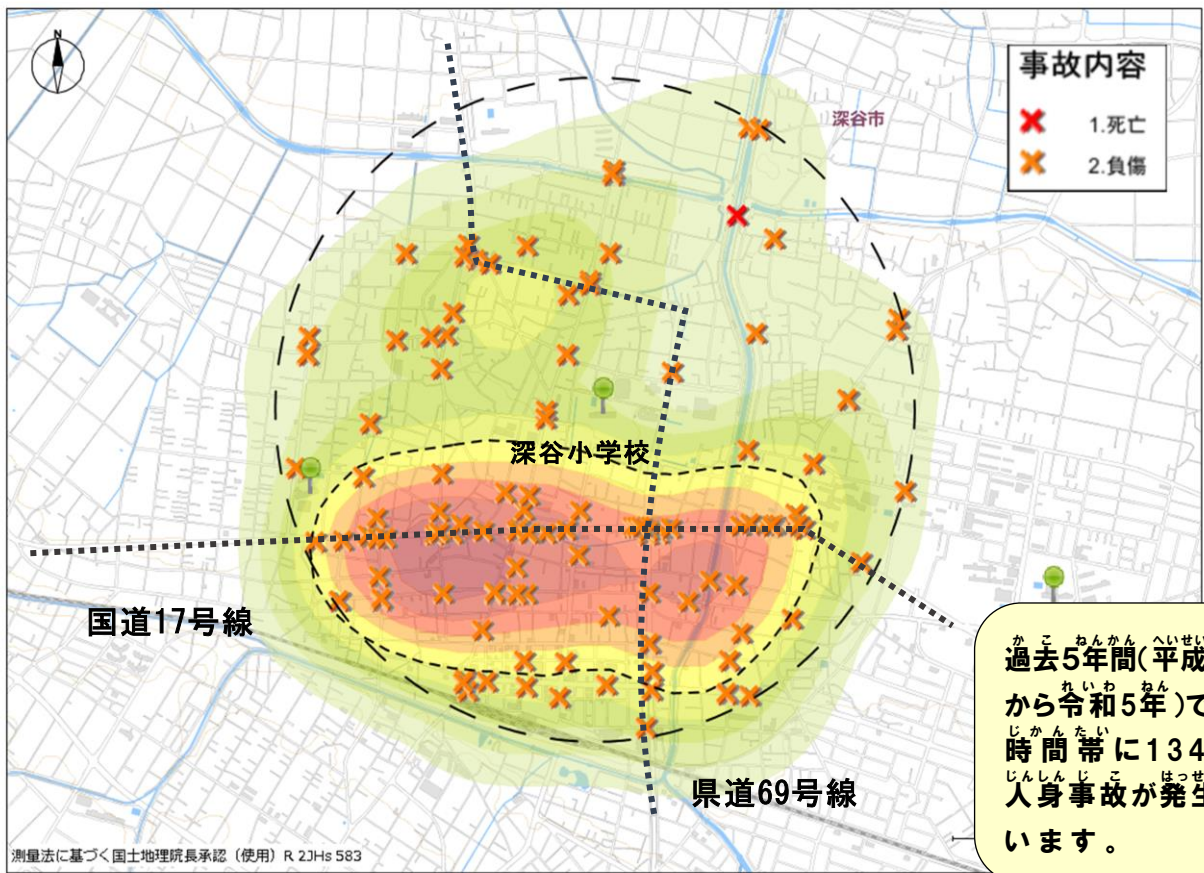 N
事故内容
1.死亡
2.負傷
深谷市
深谷小学校
国道17号線
県道69号線
過去5年間(平成
から令和5年)で
時間帯に134
人身事故が発生
います。
測量法に基づく国土地理院長承認(使用)R 2JHs 583